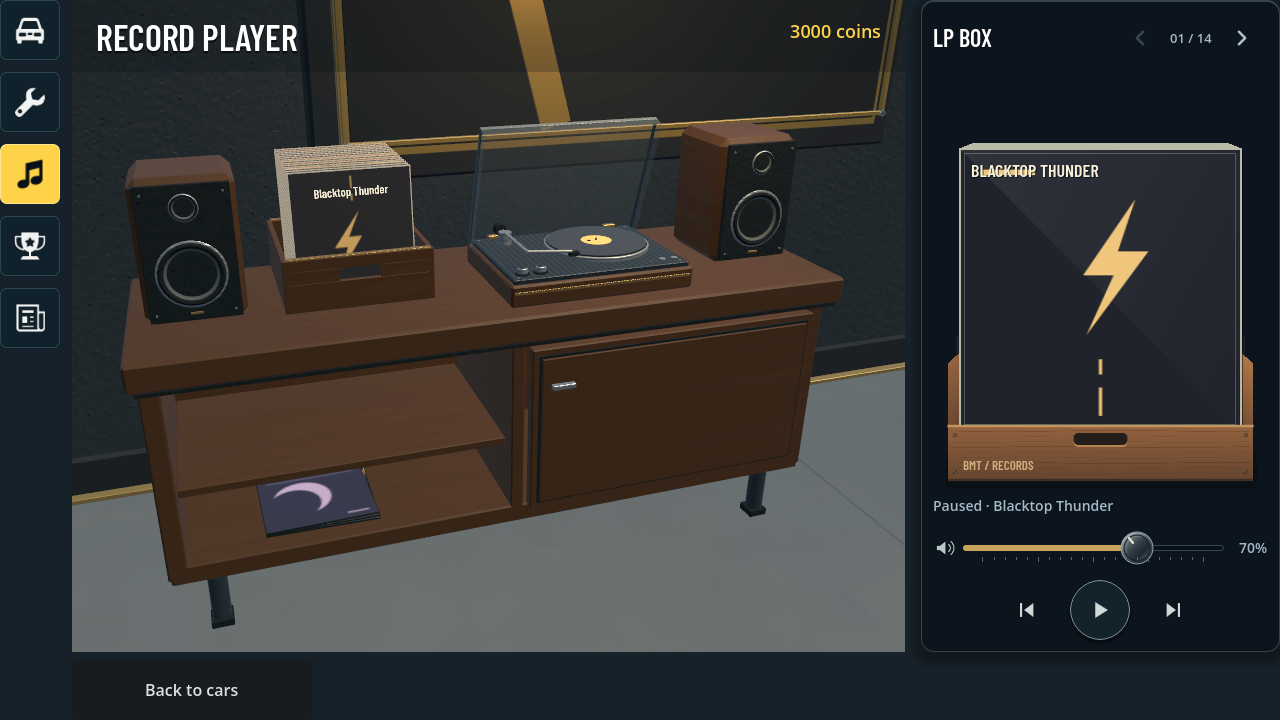 RECORD PLAYER
3000 coins
Blacktop Thunder
Back to cars
LP BOX
01 / 14
BLACKTOP THUNDER
BMT / RECORDS
Paused · Blacktop Thunder
70%